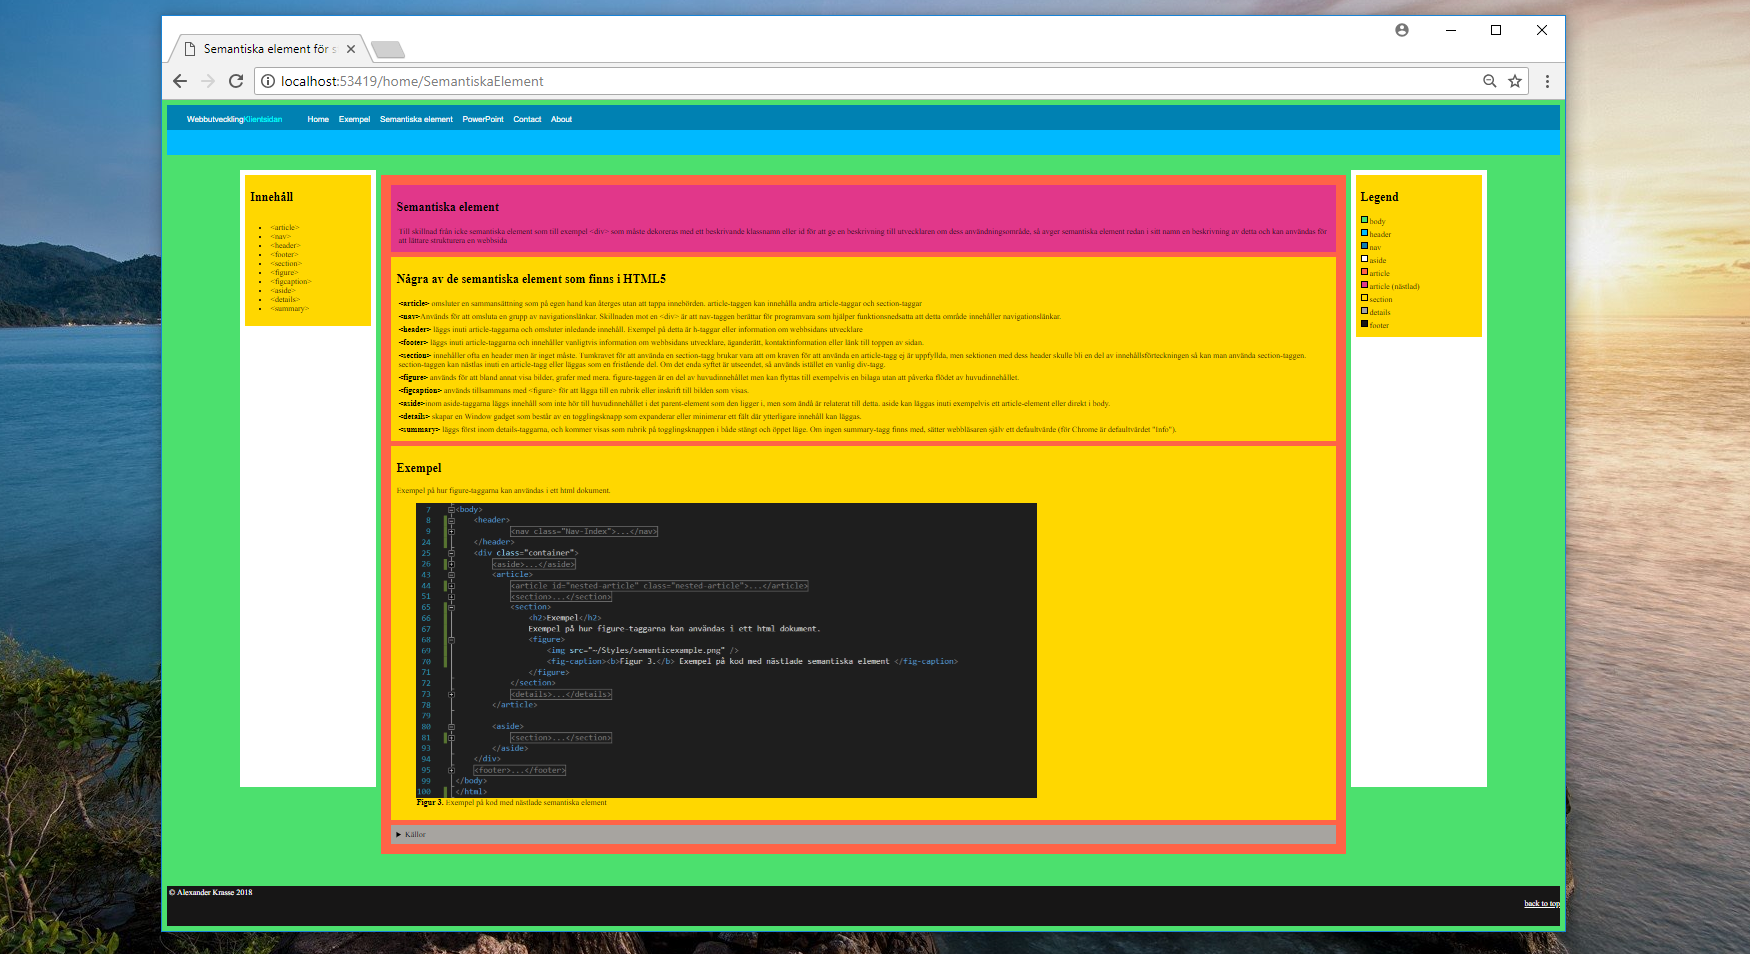 Semantiska element för s
localhost:53419/home/SemantiskaElement
WebbutvecklingKlientsidan Home Exempel Semantiska element PowerPoint Contact About
Innehåll
<article>
<nav>
<header>
<footer>
<section>
<figure>
<figcaption>
<aside>
<details>
<summary>
Semantiska element
Till skillnad från icke semantiska element som till exempel <div> som måste dekoreras med ett beskrivande klassnamn eller id för att ge en beskrivning till utvecklaren om dess användningsområde, så avger semantiska element redan i sitt namn en beskrivning av detta och kan användas för
att lättare strukturera en webbsida
Några av de semantiska element som finns i HTML5
<article> omsluter en sammansättning som på egen hand kan återges utan att tappa innehörden. article-taggen kan innehålla andra article-taggar och section-taggar
<nav>Används för att omsluta en grupp av navigationslänkar. Skillnaden mot en <div> är att nav-taggen berättar för programvara som hjälper funktionsnedsatta att detta område innehåller navigationslänkar.
<header> läggs inuti article-taggarna och omsluter inledande innehåll. Exempel på detta är h-taggar eller information om webbsidans utvecklare
<footer> läggs inuti article-taggarna och innehåller vanligtvis information om webbsidans utvecklare, äganderätt, kontaktinformation eller länk till toppen av sidan.
<section> innehåller ofta en header men är inget måste. Tumkravet för att använda en section-tagg brukar vara att om kraven för att använda en article-tagg ej är uppfyllda, men sektionen med dess header skulle bli en del av innehållsförteckningen så kan man använda section-taggen.
section-taggen kan nästlas inuti en article-tagg eller läggas som en fristående del. Om det enda syftet är utseendet, så används istället en vanlig div-tagg.
<figure> används för att bland annat visa bilder, grafer med mera. figure-taggen är en del av huvudinnehållet men kan flyttas till exempelvis en bilaga utan att påverka flödet av huvudinnehållet.
<figcaption> används tillsammans med <figure> för att lägga till en rubrik eller inskrift till bilden som visas.
<aside>inom aside-taggarna läggs innehåll som inte hör till huvudinnehållet i det parent-element som den ligger i, men som ändå är relaterat till detta. aside kan läggas inuti exempelvis ett article-element eller direkt i body.
<details> skapar en Window gadget som består av en togglingsknapp som expanderar eller minimerar ett fält där ytterligare innehåll kan läggas.
<summary> läggs först inom details-taggarna, och kommer visas som rubrik på togglingsknappen i både stängt och öppet läge. Om ingen summary-tagg finns med, sätter webbläsaren själv ett defaultvärde (för Chrome är defaultvärdet "Info").
Exempel
Exempel på hur figure-taggarna kan användas i ett html dokument.
7 <body>
8 <header>
9 <nav class="Nav-Index">...</nav>
24 </header>
25 <div class="container">
26 <aside>...</aside>
43 <article>
44 <article id="nested-article" class="nested-article">...</article>
51 <section>...</section>
65 <section>
66 <h2>Exempel</h2>
67 Exempel på hur figure-taggarna kan användas i ett html dokument.
68 <figure>
69 <img src="~/Styles/semanticexample.png" />
70 <fig-caption><b>Figur 3.</b> Exempel på kod med nästlade semantiska element </fig-caption>
71 </figure>
72 </section>
73 <details>...</details>
78 </article>
79
80 <aside>
81 <section>...</section>
93 </aside>
94 </div>
95 <footer>...</footer>
99 </body>
100 </html>
Figur 3. Exempel på kod med nästlade semantiska element
Källor
Legend
body
header
nav
aside
article
article (nästlad)
section
details
footer
© Alexander Krasse 2018
back to top